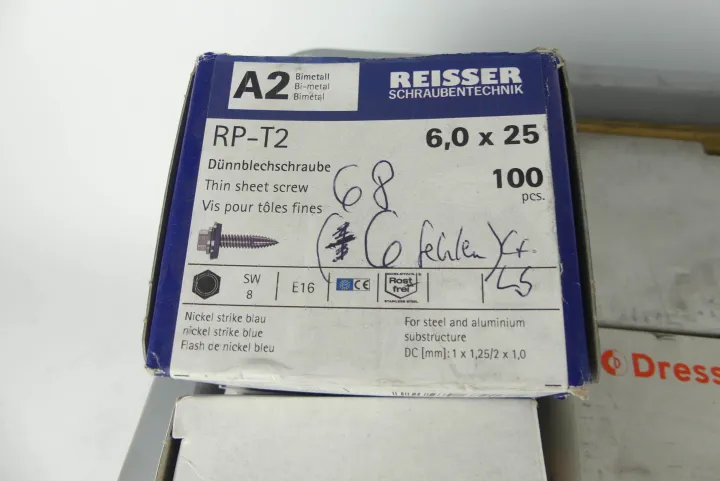 A2 Bimetall
Bi-metal
Bimétal
REISSER
SCHRAUBENTECHNIK
RP-T2
6,0 x 25
Dünnblechschraube
Thin sheet screw
Vis pour tôles fines
100
pcs.
68
( 6 fehlen)
SW
8
E16
CE
Rost
frei
Nickel strike blau
nickel strike blue
Flash de nickel bleu
For steel and aluminium
substructure
DC [mm]: 1 x 1,25/2 x 1,0
Dress